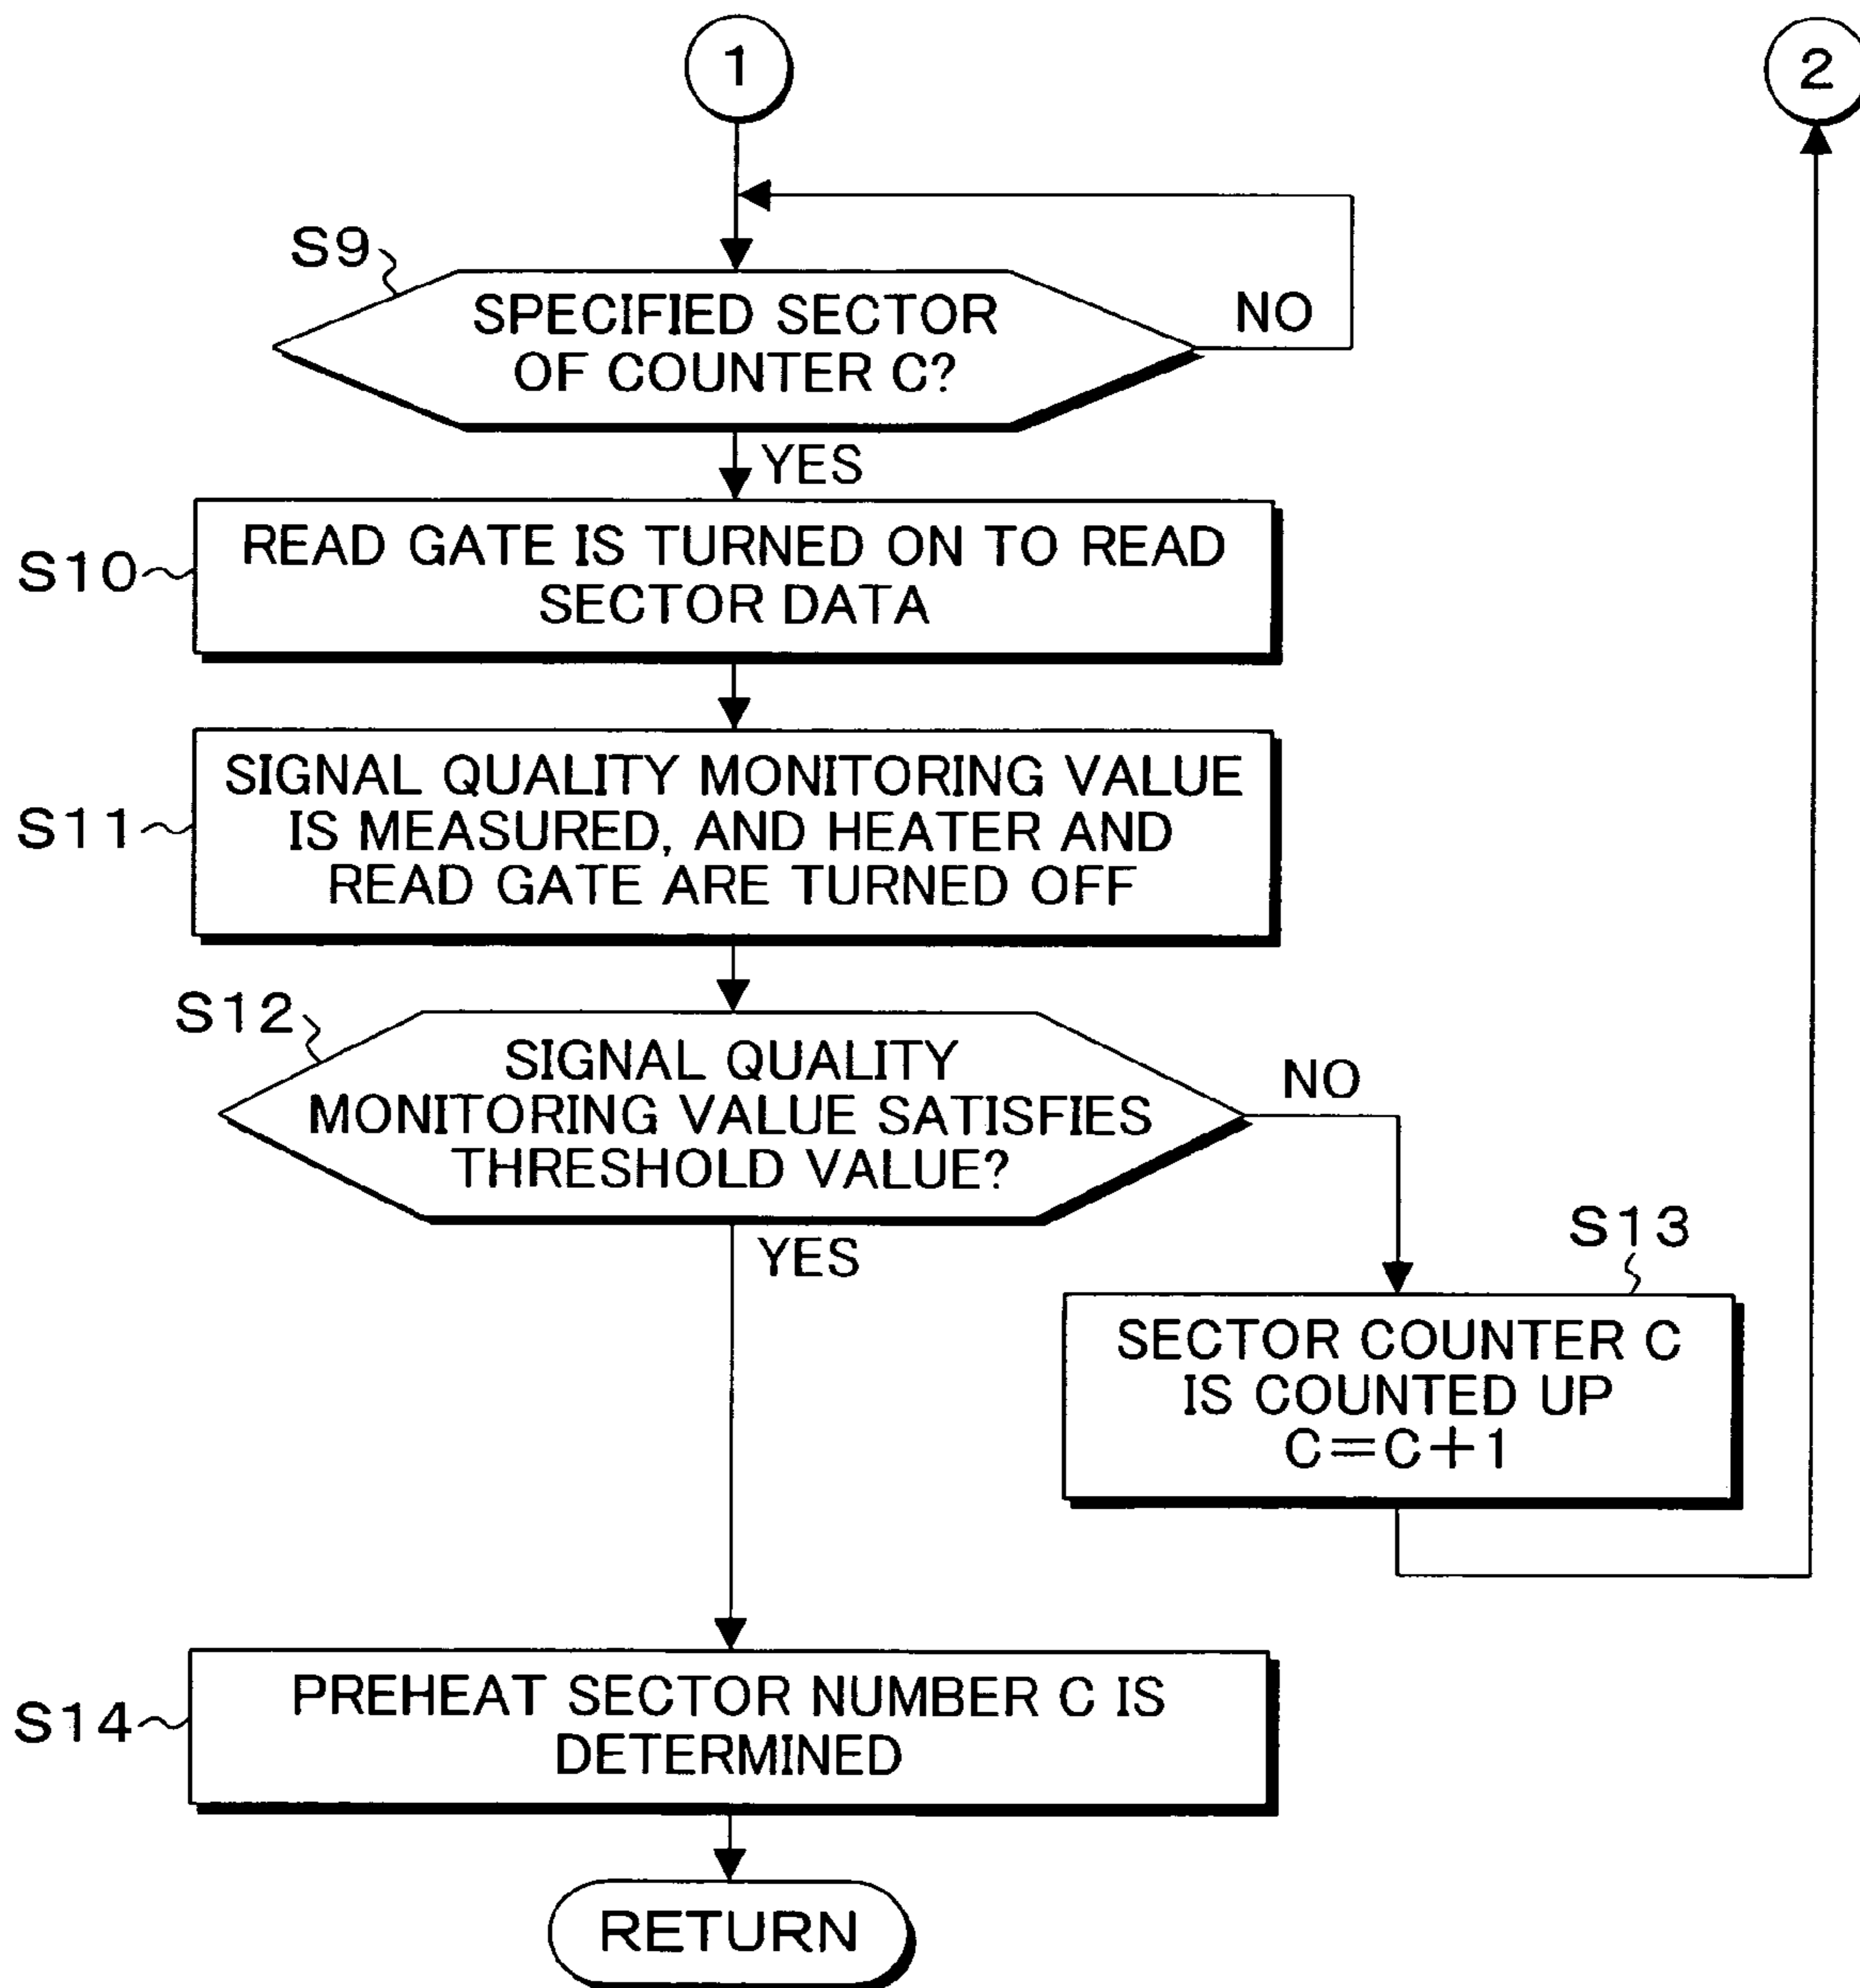 1
2
S9
SPECIFIED SECTOR
OF COUNTER C?
NO
YES
S10
READ GATE IS TURNED ON TO READ
SECTOR DATA
S11
SIGNAL QUALITY MONITORING VALUE
IS MEASURED, AND HEATER AND
READ GATE ARE TURNED OFF
S12
SIGNAL QUALITY
MONITORING VALUE SATISFIES
THRESHOLD VALUE?
NO
YES
S13
SECTOR COUNTER C
IS COUNTED UP
C=C+1
S14
PREHEAT SECTOR NUMBER C IS
DETERMINED
RETURN